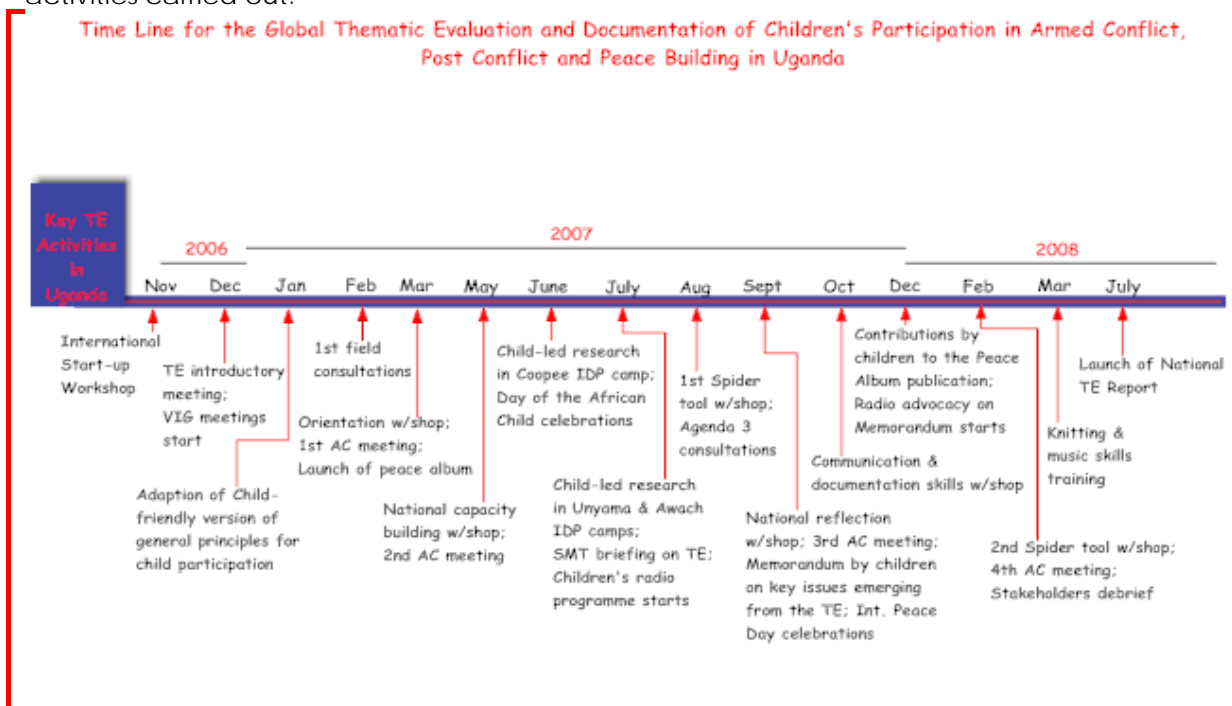 activities carried out.
Time Line for the Global Thematic Evaluation and Documentation of Children's Participation in Armed Conflict,
Post Conflict and Peace Building in Uganda
Key TE
Activities
in
Uganda
2006
2007
2008
Nov Dec Jan Feb Mar May June July Aug Sept Oct Dec Feb Mar July
International
Start-up
Workshop
TE introductory
meeting;
VIG meetings
start
Adaption of Child-
friendly version of
general principles for
child participation
1st field
consultations
Orientation w/shop;
1st AC meeting;
Launch of peace album
National capacity
building w/shop;
2nd AC meeting
Child-led research
in Coopee IDP camp;
Day of the African
Child celebrations
Child-led research
in Unyama & Awach
IDP camps;
SMT briefing on TE;
Children's radio
programme starts
1st Spider
tool w/shop;
Agenda 3
consultations
National reflection
w/shop; 3rd AC meeting;
Memorandum by children
on key issues emerging
from the TE; Int. Peace
Day celebrations
Communication &
documentation skills w/shop
Contributions by
children to the Peace
Album publication;
Radio advocacy on
Memorandum starts
2nd Spider tool w/shop;
4th AC meeting;
Stakeholders debrief
Knitting &
music skills
training
Launch of National
TE Report